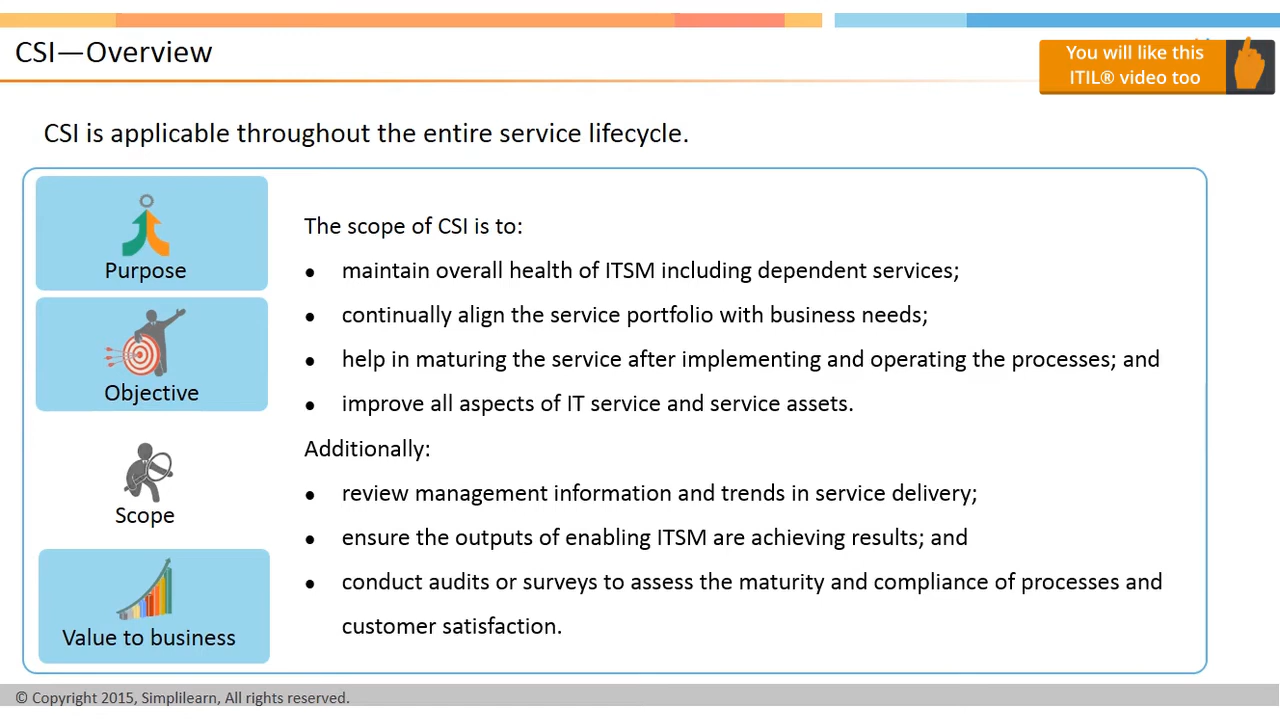 CSI—Overview
You will like this
ITIL® video too
CSI is applicable throughout the entire service lifecycle.
Purpose
Objective
Scope
Value to business
The scope of CSI is to:
● maintain overall health of ITSM including dependent services;
● continually align the service portfolio with business needs;
● help in maturing the service after implementing and operating the processes; and
● improve all aspects of IT service and service assets.
Additionally:
● review management information and trends in service delivery;
● ensure the outputs of enabling ITSM are achieving results; and
● conduct audits or surveys to assess the maturity and compliance of processes and
customer satisfaction.
© Copyright 2015, Simplilearn, All rights reserved.